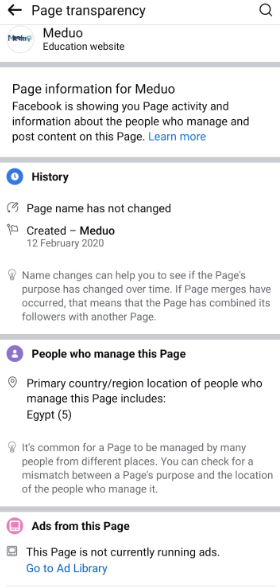 Page transparency
Meduo
Meduo
Education website
Page information for Meduo
Facebook is showing you Page activity and
information about the people who manage and
post content on this Page. Learn more
History
Page name has not changed
Created – Meduo
12 February 2020
Name changes can help you to see if the Page's
purpose has changed over time. If Page merges have
occurred, that means that the Page has combined its
followers with another Page.
People who manage this Page
Primary country/region location of people who
manage this Page includes:
Egypt (5)
It's common for a Page to be managed by many
people from different places. You can check for a
mismatch between a Page's purpose and the location
of the people who manage it.
Ads from this Page
This Page is not currently running ads.
Go to Ad Library